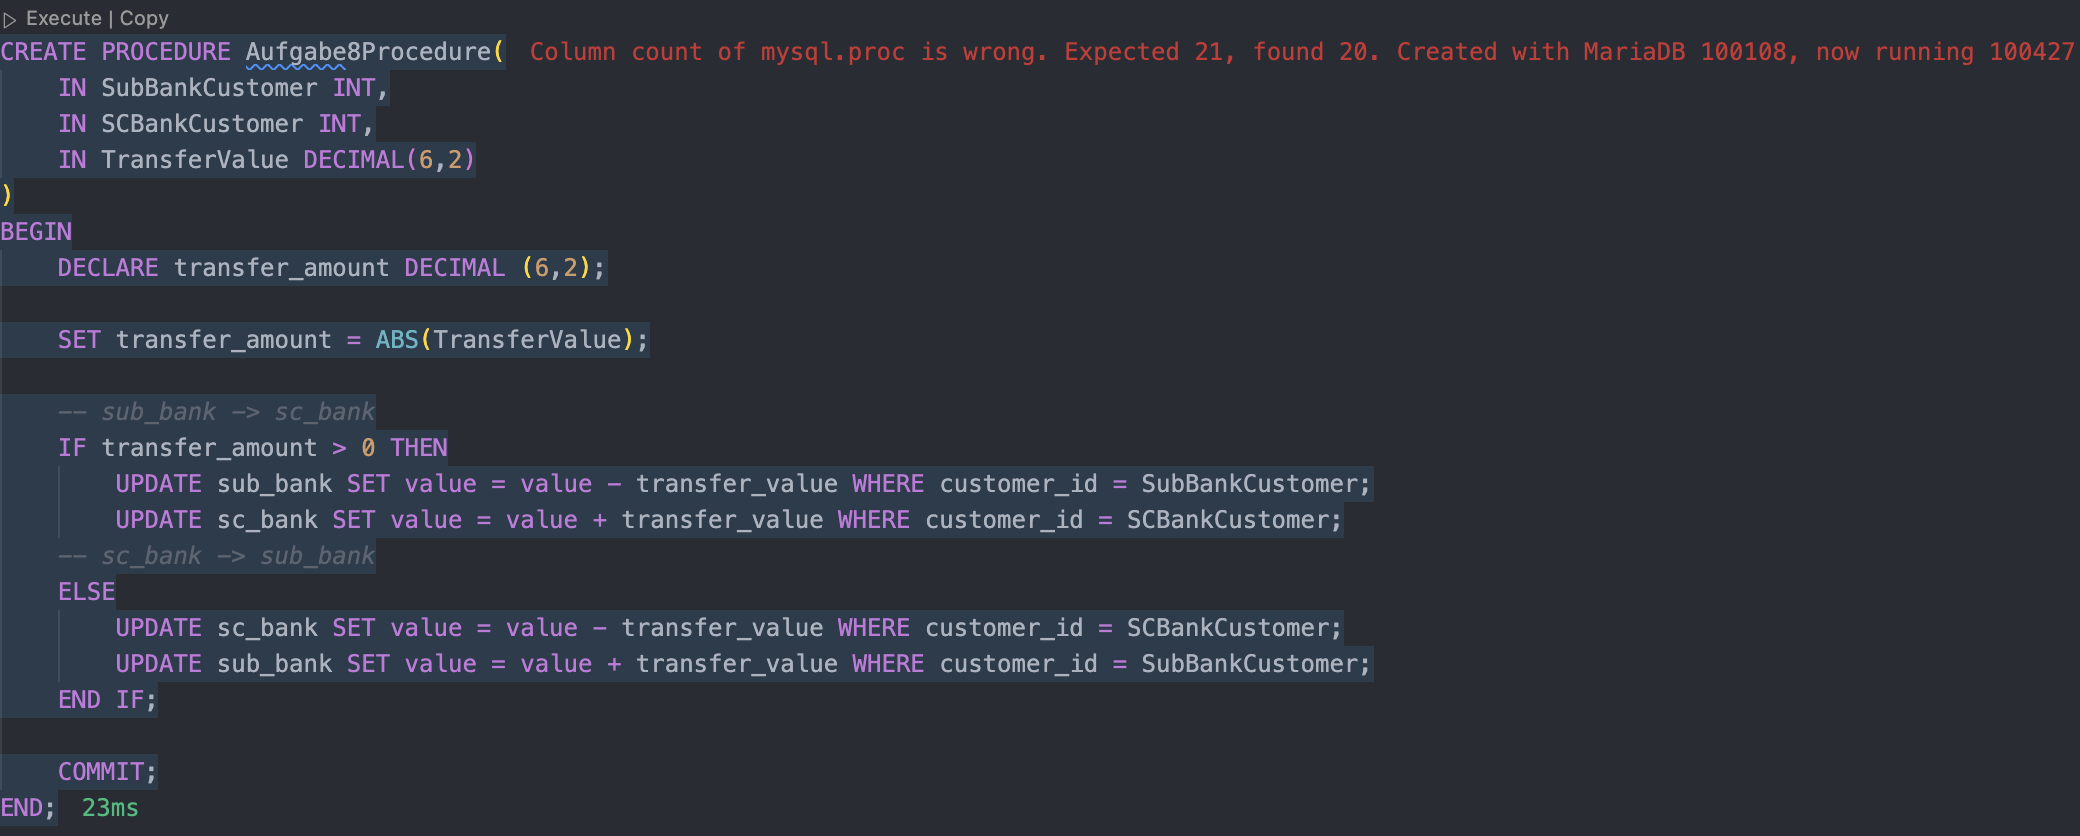 Execute | Copy
CREATE PROCEDURE Aufgabe8Procedure( Column count of mysql.proc is wrong. Expected 21, found 20. Created with MariaDB 100108, now running 100427
IN SubBankCustomer INT,
IN SCBankCustomer INT,
IN TransferValue DECIMAL(6,2)
)
BEGIN
DECLARE transfer_amount DECIMAL (6,2);
SET transfer_amount = ABS(TransferValue);
-- sub_bank -> sc_bank
IF transfer_amount > 0 THEN
UPDATE sub_bank SET value = value - transfer_value WHERE customer_id = SubBankCustomer;
UPDATE sc_bank SET value = value + transfer_value WHERE customer_id = SCBankCustomer;
-- sc_bank -> sub_bank
ELSE
UPDATE sc_bank SET value = value - transfer_value WHERE customer_id = SCBankCustomer;
UPDATE sub_bank SET value = value + transfer_value WHERE customer_id = SubBankCustomer;
END IF;
COMMIT;
END; 23ms